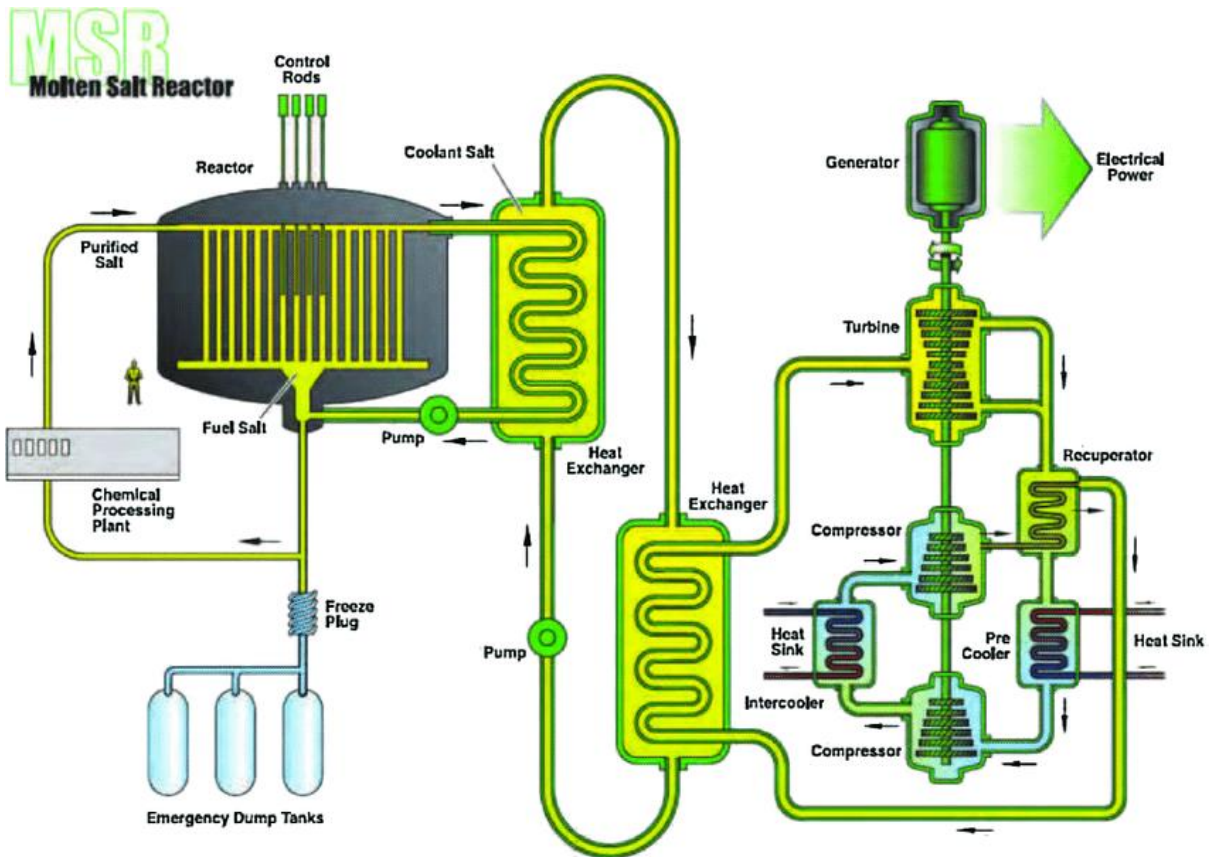 MSR
Molten Salt Reactor
Control
Rods
Reactor
Coolant Salt
Purified
Salt
Fuel Salt
Pump
Heat
Exchanger
Chemical
Processing
Plant
Freeze
Plug
Emergency Dump Tanks
Pump
Heat
Exchanger
Generator
Electrical
Power
Turbine
Recuperator
Compressor
Heat
Sink
Pre
Cooler
Heat Sink
Intercooler
Compressor